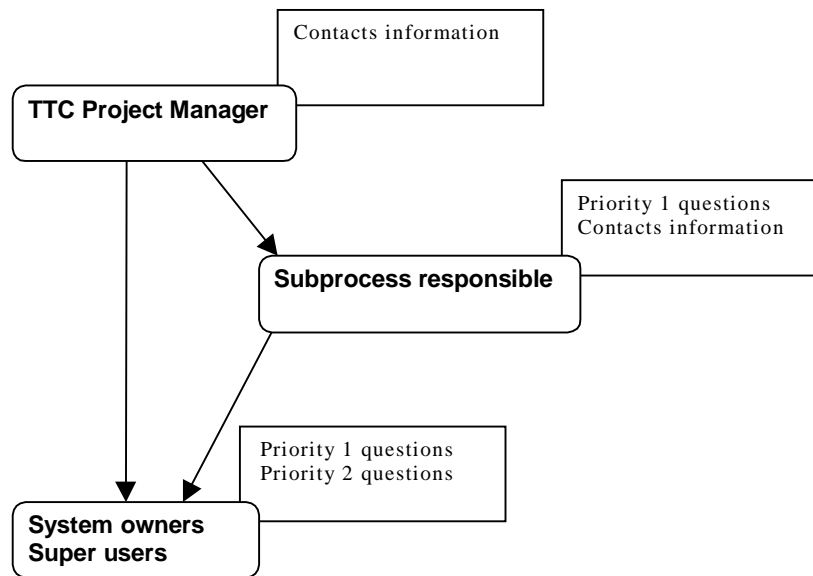 Contacts information
TTC Project Manager
Priority 1 questions
Contacts information
Subprocess responsible
Priority 1 questions
Priority 2 questions
System owners
Super users